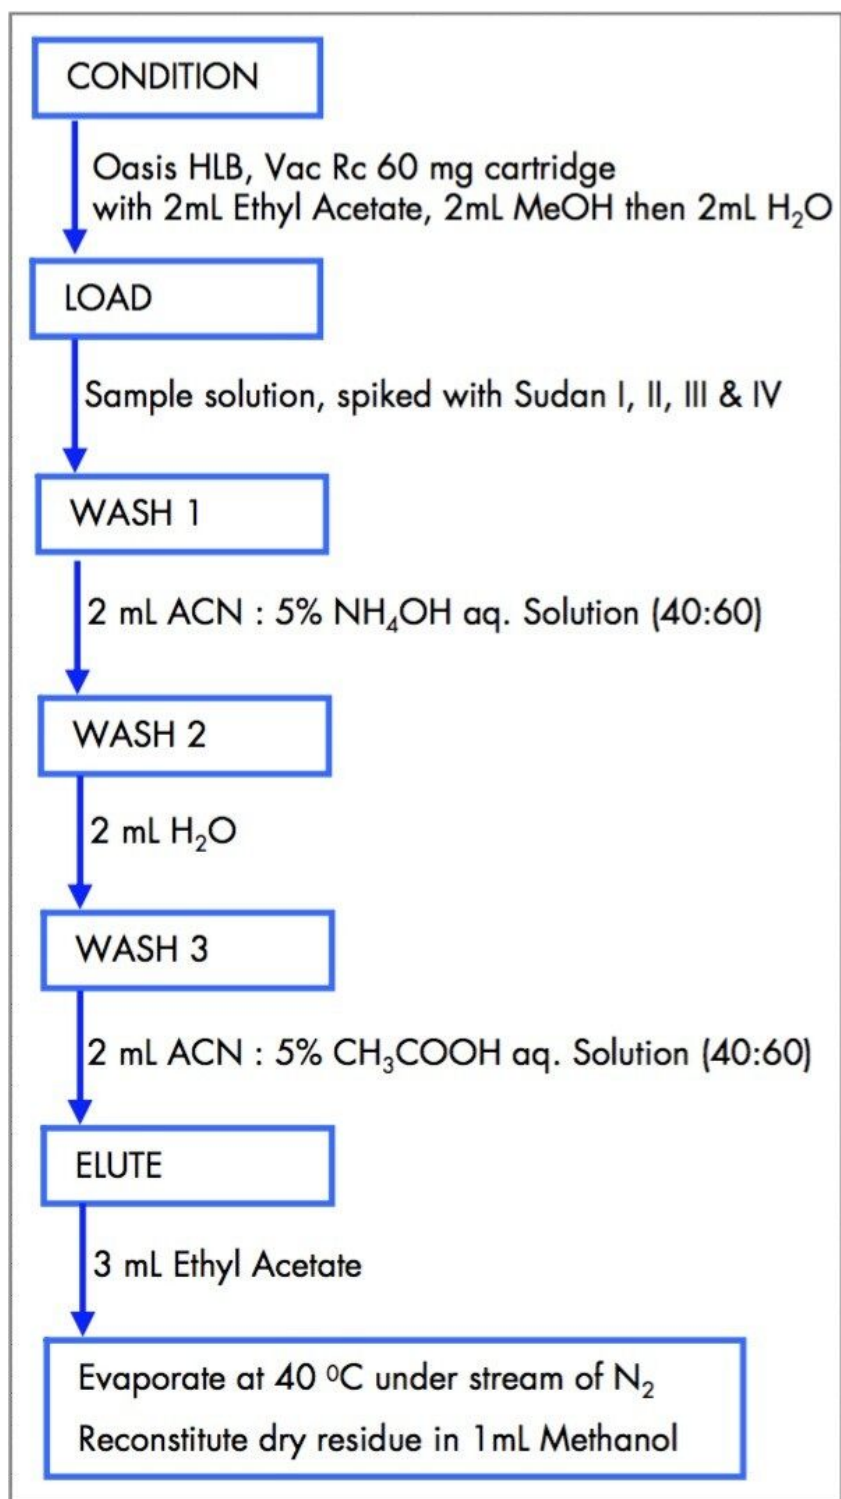 CONDITION
Oasis HLB, Vac Rc 60 mg cartridge
with 2mL Ethyl Acetate, 2mL MeOH then 2mL H₂O
LOAD
Sample solution, spiked with Sudan I, II, III & IV
WASH 1
2 mL ACN : 5% NH₄OH aq. Solution (40:60)
WASH 2
2 mL H₂O
WASH 3
2 mL ACN : 5% CH₃COOH aq. Solution (40:60)
ELUTE
3 mL Ethyl Acetate
Evaporate at 40 ⁰C under stream of N₂
Reconstitute dry residue in 1mL Methanol